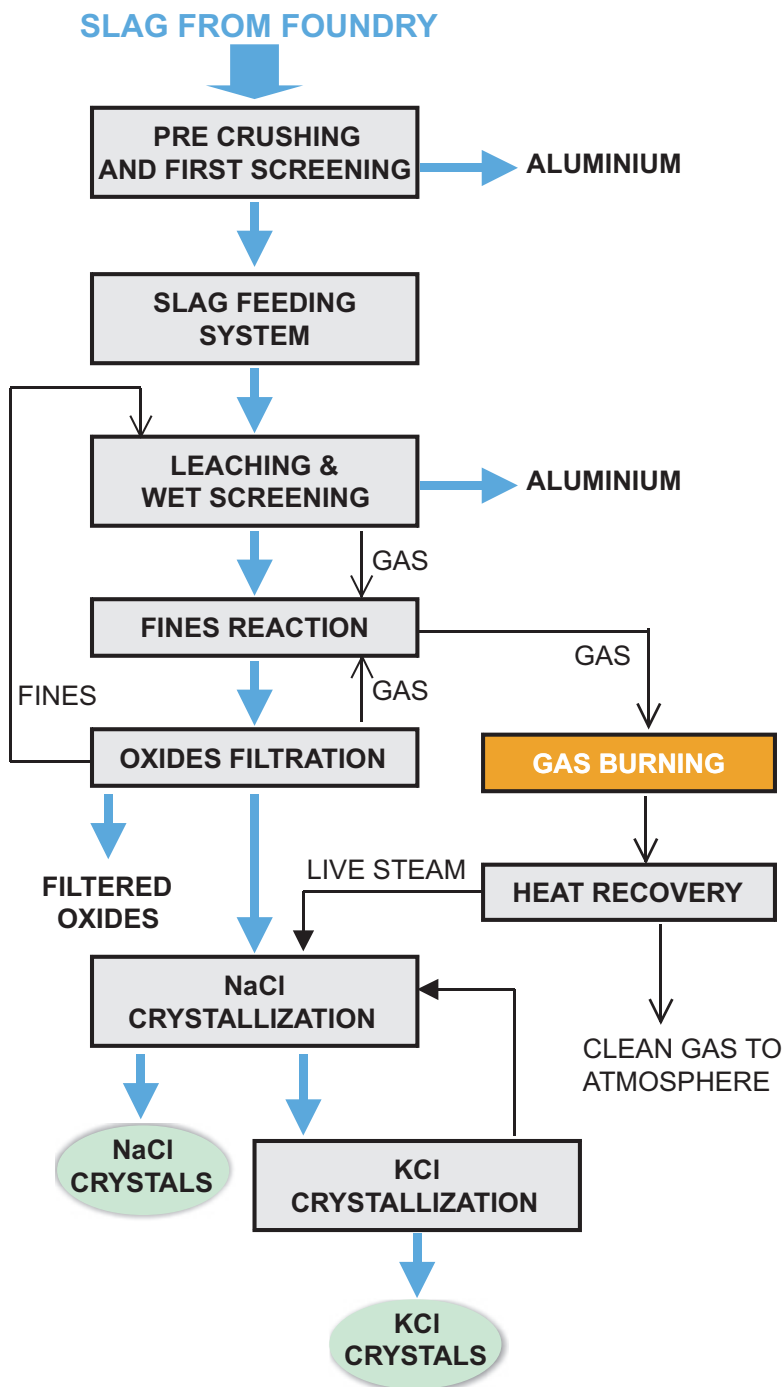 SLAG FROM FOUNDRY
PRE CRUSHING
AND FIRST SCREENING
ALUMINIUM
SLAG FEEDING
SYSTEM
LEACHING &
WET SCREENING
ALUMINIUM
GAS
FINES REACTION
GAS
FINES
GAS
OXIDES FILTRATION
GAS BURNING
LIVE STEAM
FILTERED
OXIDES
HEAT RECOVERY
NaCl
CRYSTALLIZATION
CLEAN GAS TO
ATMOSPHERE
NaCl
CRYSTALS
KCl
CRYSTALLIZATION
KCl
CRYSTALS